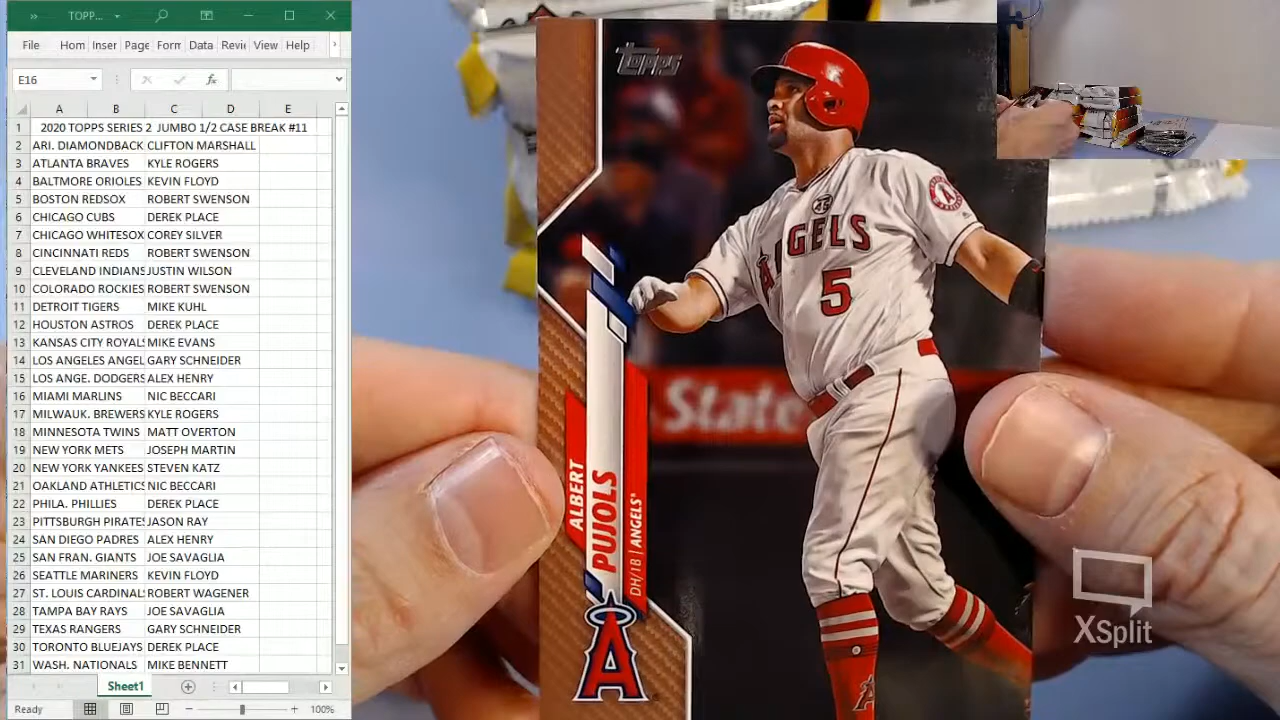 TOPP...
File Hom Inser Page Form Data Revi View Help
E16 fx
A B C D E
1 2020 TOPPS SERIES 2 JUMBO 1/2 CASE BREAK #11
2 ARI. DIAMONDBACK CLIFTON MARSHALL
3 ATLANTA BRAVES KYLE ROGERS
4 BALTMORE ORIOLES KEVIN FLOYD
5 BOSTON REDSOX ROBERT SWENSON
6 CHICAGO CUBS DEREK PLACE
7 CHICAGO WHITESOX COREY SILVER
8 CINCINNATI REDS ROBERT SWENSON
9 CLEVELAND INDIANS JUSTIN WILSON
10 COLORADO ROCKIES ROBERT SWENSON
11 DETROIT TIGERS MIKE KUHL
12 HOUSTON ASTROS DEREK PLACE
13 KANSAS CITY ROYAL MIKE EVANS
14 LOS ANGELES ANGEL GARY SCHNEIDER
15 LOS ANGE. DODGERS ALEX HENRY
16 MIAMI MARLINS NIC BECCARI
17 MILWAUK. BREWERS KYLE ROGERS
18 MINNESOTA TWINS MATT OVERTON
19 NEW YORK METS JOSEPH MARTIN
20 NEW YORK YANKEES STEVEN KATZ
21 OAKLAND ATHLETICS NIC BECCARI
22 PHILA. PHILLIES DEREK PLACE
23 PITTSBURGH PIRATE JASON RAY
24 SAN DIEGO PADRES ALEX HENRY
25 SAN FRAN. GIANTS JOE SAVAGLIA
26 SEATTLE MARINERS KEVIN FLOYD
27 ST. LOUIS CARDINAL ROBERT WAGENER
28 TAMPA BAY RAYS JOE SAVAGLIA
29 TEXAS RANGERS GARY SCHNEIDER
30 TORONTO BLUEJAYS DEREK PLACE
31 WASH. NATIONALS MIKE BENNETT
Sheet1
Ready 100%
Topps
45
ANGELS
5
State
ALBERT
PUJOLS
DH/1B | ANGELS®
A
XSplit